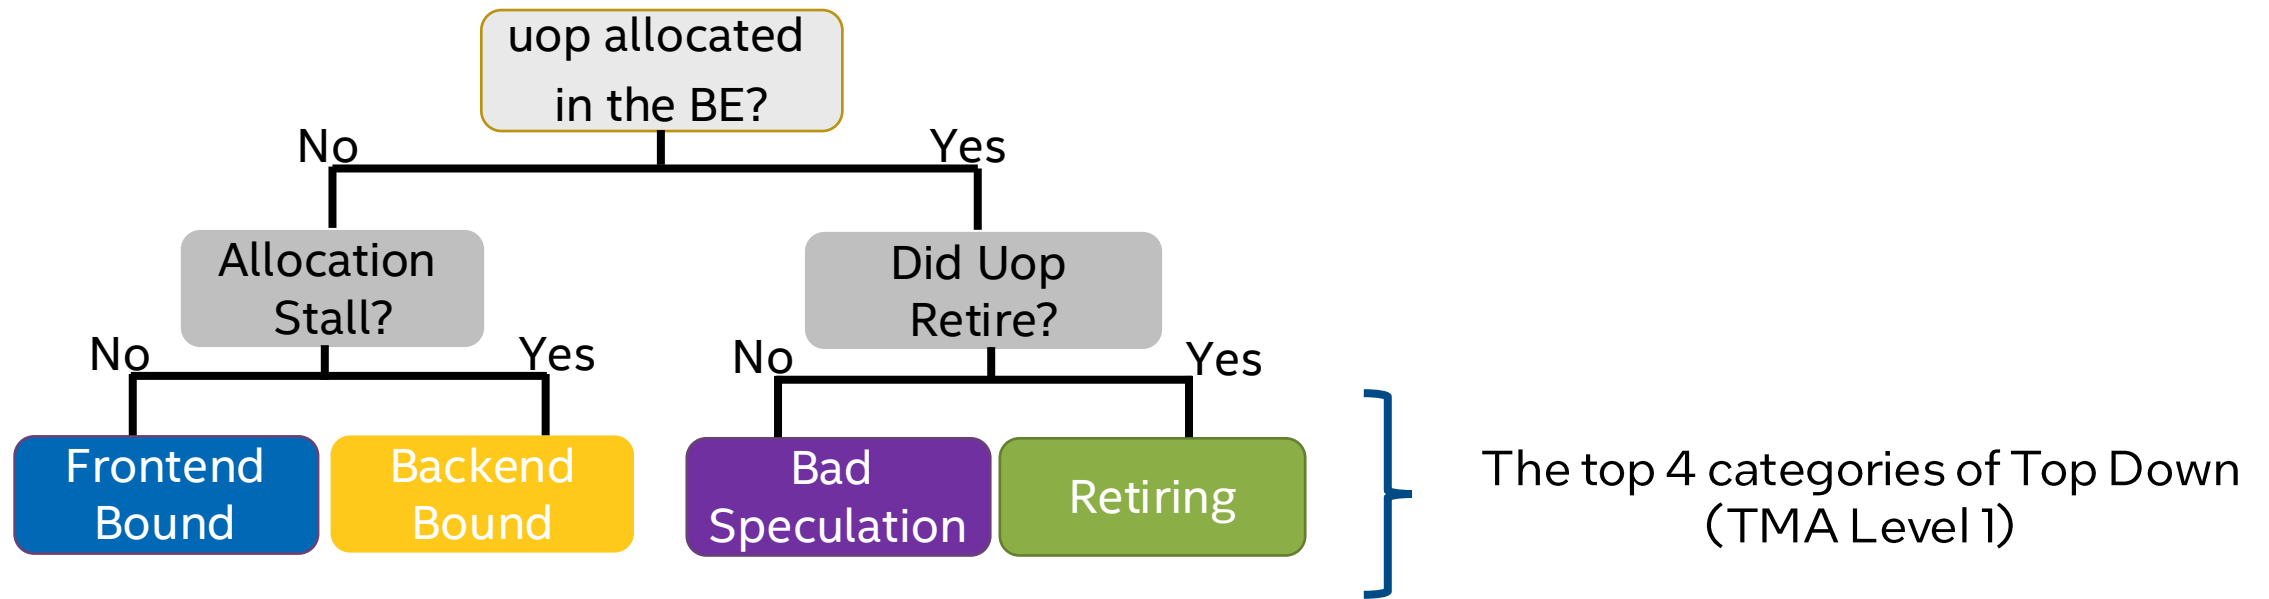 uop allocated
in the BE?
No
Yes
Allocation
Stall?
Did Uop
Retire?
No
Yes
No
Yes
Frontend
Bound
Backend
Bound
Bad
Speculation
Retiring
The top 4 categories of Top Down
(TMA Level 1)